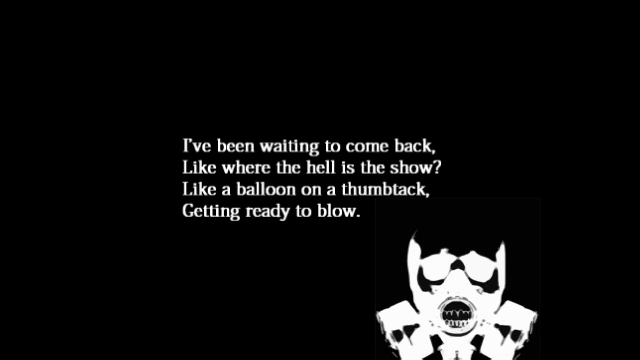 I've been waiting to come back,
Like where the hell is the show?
Like a balloon on a thumbtack,
Getting ready to blow.